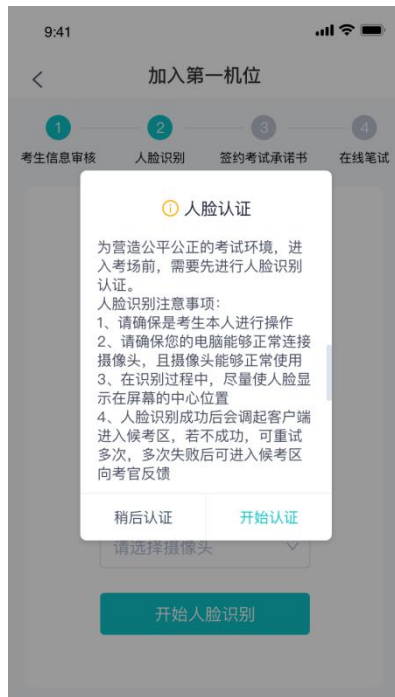 9:41
加入第一机位
1
2
3
4
考生信息审核
人脸识别
签约考试承诺书
在线笔试
人脸认证
为营造公平公正的考试环境，进
入考场前，需要先进行人脸识别
认证。
人脸识别注意事项：
1、请确保是考生本人进行操作
2、请确保您的电脑能够正常连接
摄像头，且摄像头能够正常使用
3、在识别过程中，尽量使人脸显
示在屏幕的中心位置
4、人脸识别成功后会调起客户端
进入候考区，若不成功，可重试
多次，多次失败后可进入候考区
向考官反馈
稍后认证
开始认证
请选择摄像头
开始人脸识别